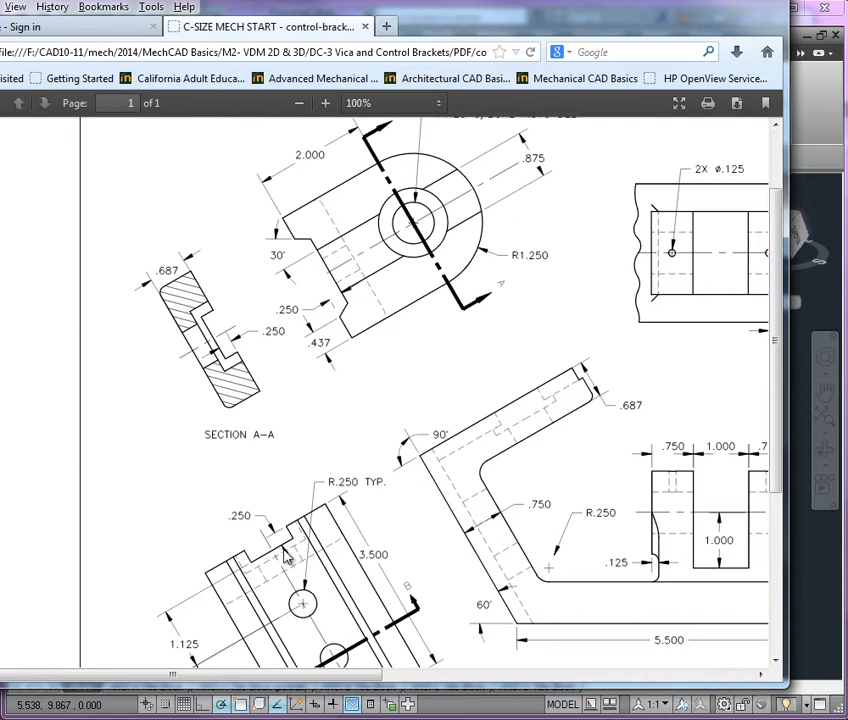 View History Bookmarks Tools Help
- Sign in
C-SIZE MECH START - control-brack...
ile:///F:/CAD10-11/mech/2014/MechCAD Basics/M2- VDM 2D & 3D/DC-3 Vica and Control Brackets/PDF/co
Google
isited Getting Started California Adult Educa... Advanced Mechanical ... Architectural CAD Basi... Mechanical CAD Basics HP OpenView Service...
Page: 1 of 1 100%
2.000
.875
2X ø.125
R1.250
30°
.687
.250
.250
.437
A
S
SECTION A-A
.687
90°
.750 1.000 .7
R.250 TYP.
.250
.750
R.250
3.500
1.000
.125
B
60°
1.125
5.500
5.538, 9.867, 0.000
MODEL
1:1